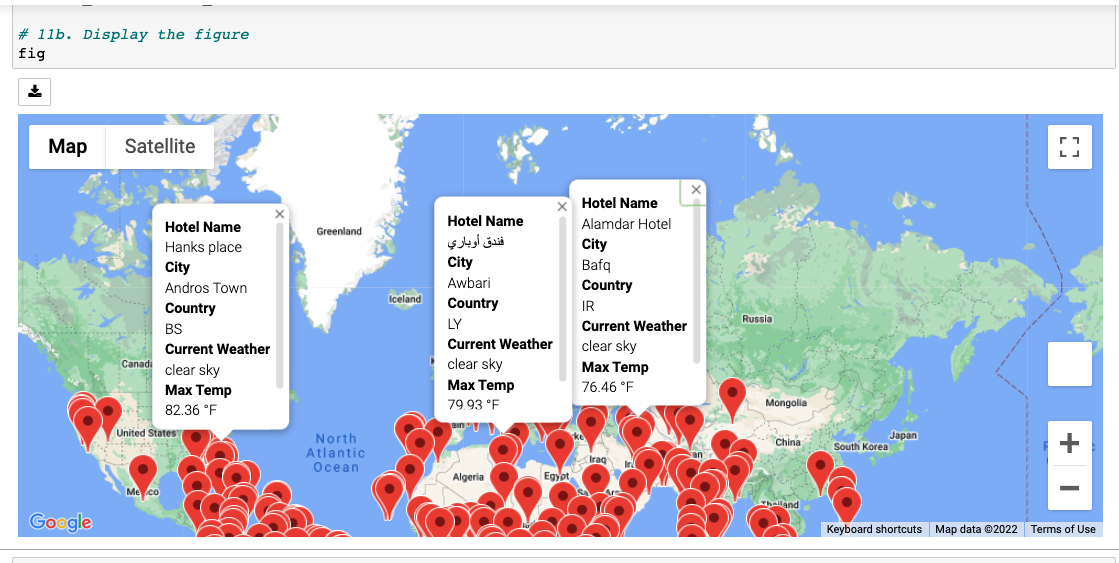 # 11b. Display the figure
fig
Map
Satellite
Greenland
Iceland
Russia
Canada
United States
Mexico
North
Atlantic
Ocean
Algeria
Egypt
Iraq
Mongolia
China
South Korea
Japan
Thailand
Hotel Name
Hanks place
City
Andros Town
Country
BS
Current Weather
clear sky
Max Temp
82.36 °F
Hotel Name
فندق أوباري
City
Awbari
Country
LY
Current Weather
clear sky
Max Temp
79.93 °F
Hotel Name
Alamdar Hotel
City
Bafq
Country
IR
Current Weather
clear sky
Max Temp
76.46 °F
Google
Keyboard shortcuts
Map data ©2022
Terms of Use